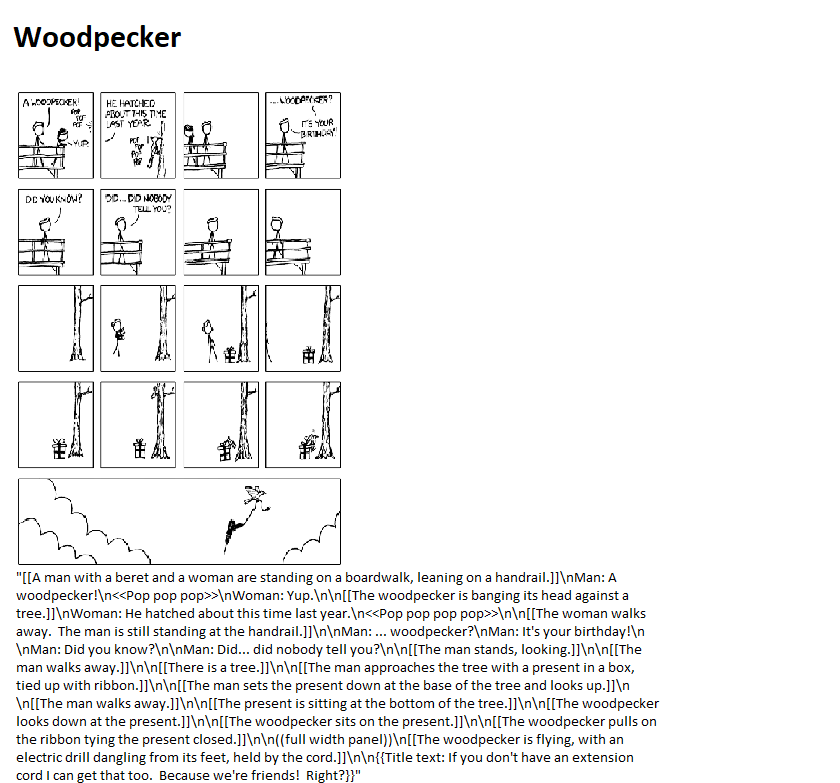 Woodpecker
A WOODPECKER!
POP
POP
POP
YUP.
HE HATCHED
ABOUT THIS TIME
LAST YEAR.
POP
POP
POP
POP
....WOODPECKER?
IT'S YOUR
BIRTHDAY!
DID YOU KNOW?
DID... DID NOBODY
TELL YOU?
"[[A man with a beret and a woman are standing on a boardwalk, leaning on a handrail.]]\nMan: A
woodpecker!\n<<Pop pop pop>>\nWoman: Yup.\n\n[[The woodpecker is banging its head against a
tree.]]\nWoman: He hatched about this time last year.\n<<Pop pop pop pop>>\n\n[[The woman walks
away.  The man is still standing at the handrail.]]\n\nMan: ... woodpecker?\nMan: It's your birthday!\n
\nMan: Did you know?\n\nMan: Did... did nobody tell you?\n\n[[The man stands, looking.]]\n\n[[The
man walks away.]]\n\n[[There is a tree.]]\n\n[[The man approaches the tree with a present in a box,
tied up with ribbon.]]\n\n[[The man sets the present down at the base of the tree and looks up.]]\n
\n[[The man walks away.]]\n\n[[The present is sitting at the bottom of the tree.]]\n\n[[The woodpecker
looks down at the present.]]\n\n[[The woodpecker sits on the present.]]\n\n[[The woodpecker pulls on
the ribbon tying the present closed.]]\n\n((full width panel))\n[[The woodpecker is flying, with an
electric drill dangling from its feet, held by the cord.]]\n\n{{Title text: If you don't have an extension
cord I can get that too.  Because we're friends!  Right?}}"